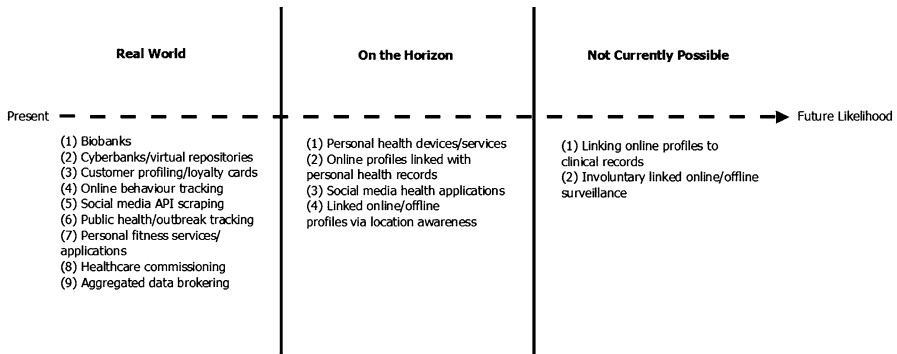 Real World
On the Horizon
Not Currently Possible
Present
Future Likelihood
(1) Biobanks
(2) Cyberbanks/virtual repositories
(3) Customer profiling/loyalty cards
(4) Online behaviour tracking
(5) Social media API scraping
(6) Public health/outbreak tracking
(7) Personal fitness services/
applications
(8) Healthcare commissioning
(9) Aggregated data brokering
(1) Personal health devices/services
(2) Online profiles linked with
personal health records
(3) Social media health applications
(4) Linked online/offline
profiles via location awareness
(1) Linking online profiles to
clinical records
(2) Involuntary linked online/offline
surveillance